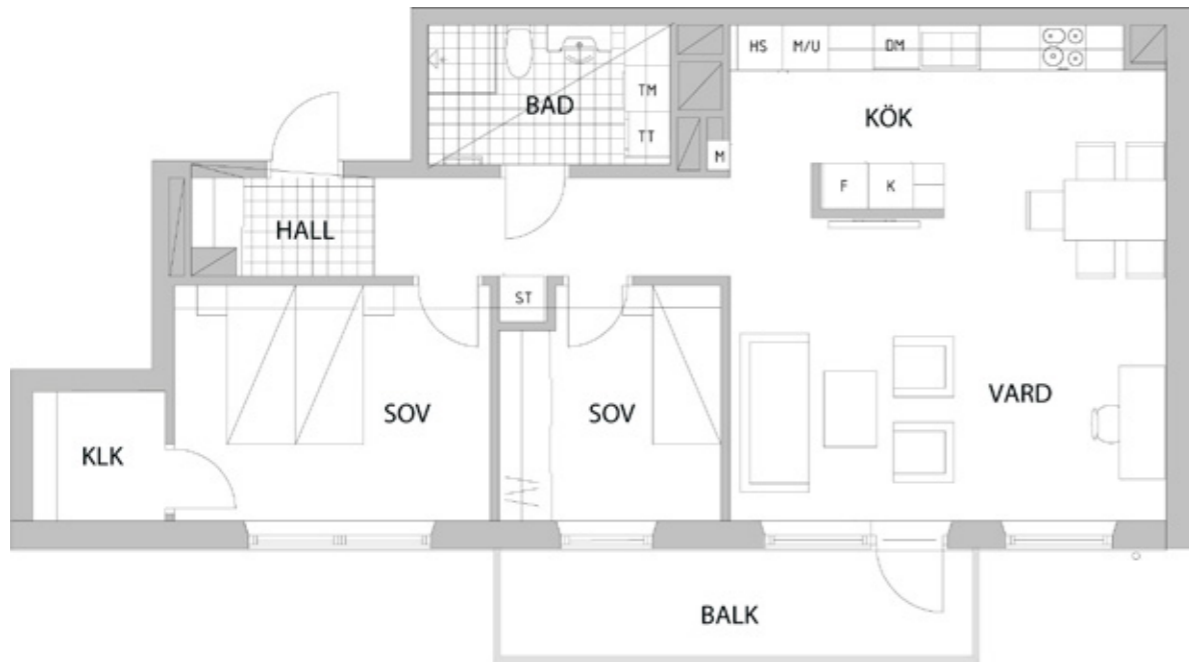 HS M/U DM
TM
BAD
TT
KÖK
M
F K
HALL
ST
SOV
SOV
VARD
KLK
BALK